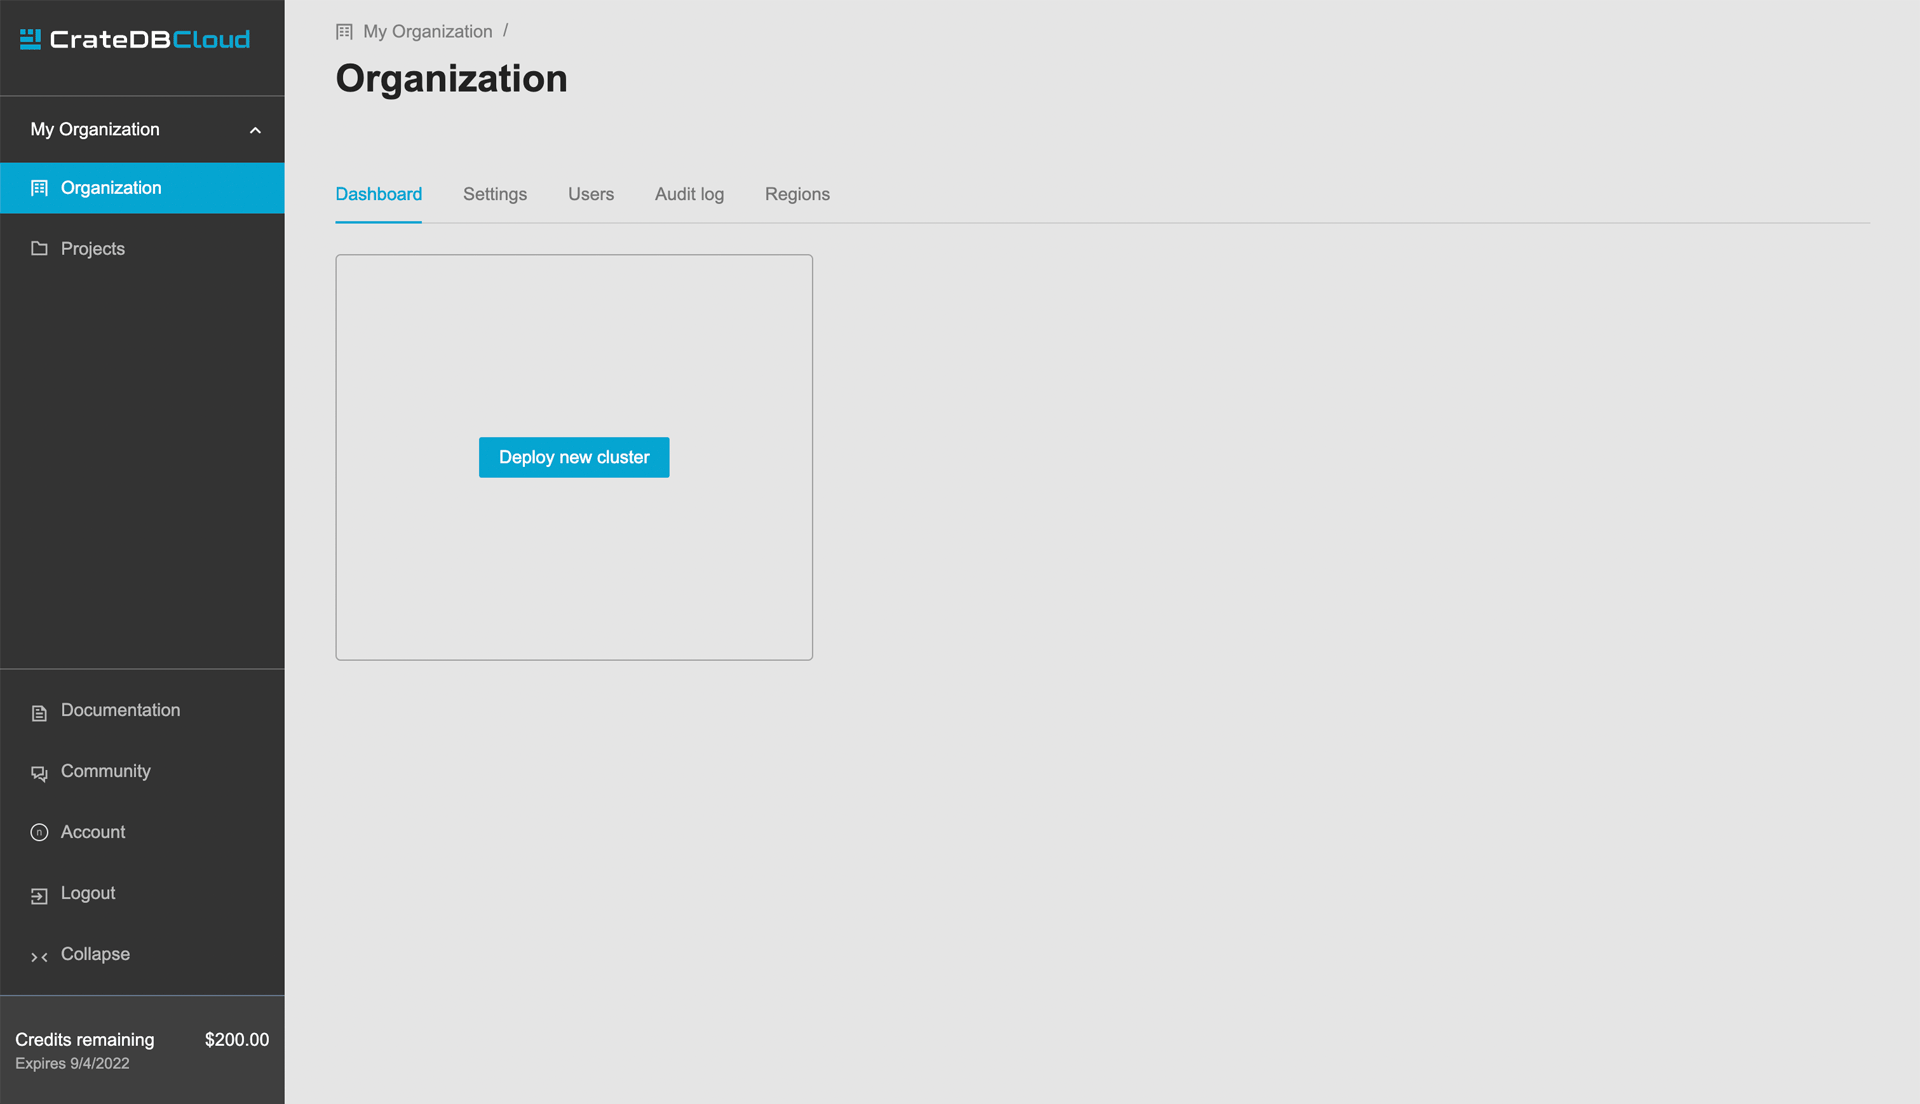 CrateDBCloud
My Organization
Organization
Projects
Documentation
Community
Account
Logout
Collapse
Credits remaining $200.00
Expires 9/4/2022
My Organization /
Organization
Dashboard Settings Users Audit log Regions
Deploy new cluster